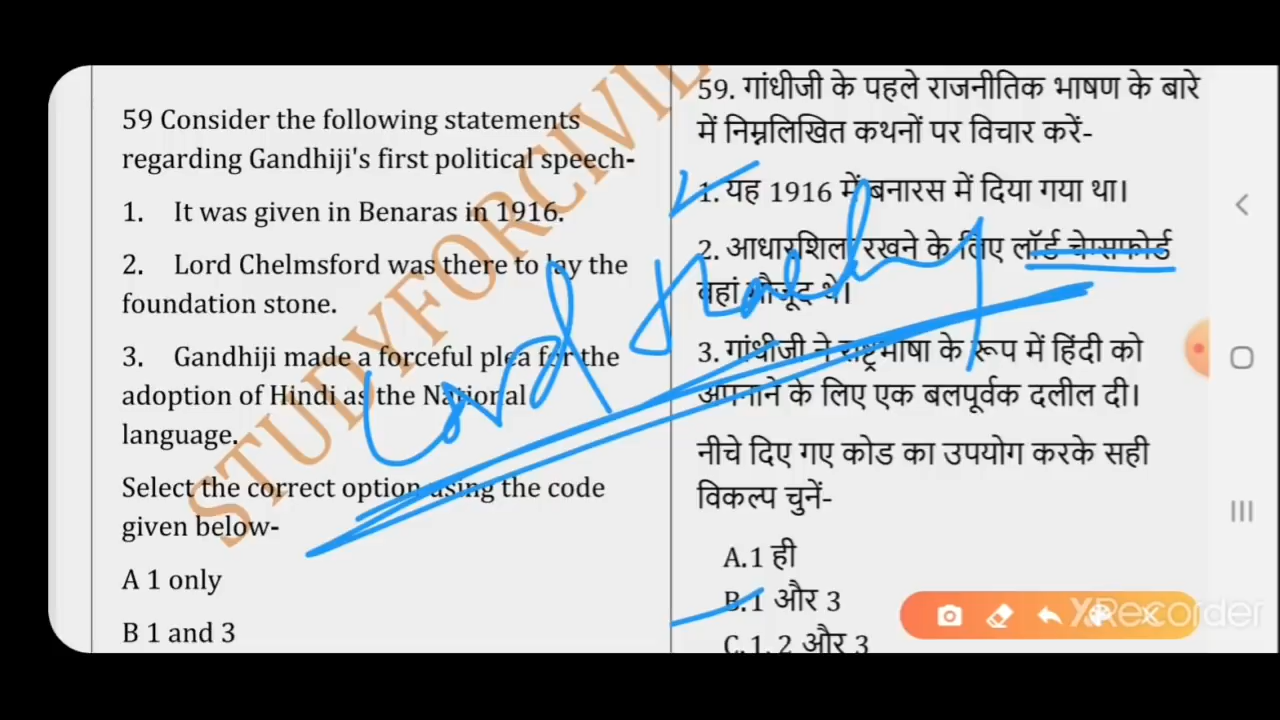 59 Consider the following statements
regarding Gandhiji's first political speech-
1. It was given in Benaras in 1916.
2. Lord Chelmsford was there to lay the
foundation stone.
3. Gandhiji made a forceful plea for the
adoption of Hindi as the National
language.
Select the correct option using the code
given below-
A 1 only
B 1 and 3
59. गांधीजी के पहले राजनीतिक भाषण के बारे
में निम्नलिखित कथनों पर विचार करें-
1. यह 1916 में बनारस में दिया गया था।
2. आधारशिला रखने के लिए लॉर्ड चेम्सफोर्ड
वहां मौजूद थे।
3. गांधीजी ने राष्ट्रभाषा के रूप में हिंदी को
अपनाने के लिए एक बलपूर्वक दलील दी।
नीचे दिए गए कोड का उपयोग करके सही
विकल्प चुनें-
A.1 ही
B.1 और 3
C.1, 2 और 3
STUDYFORCIVIL
Lord
XRecorder